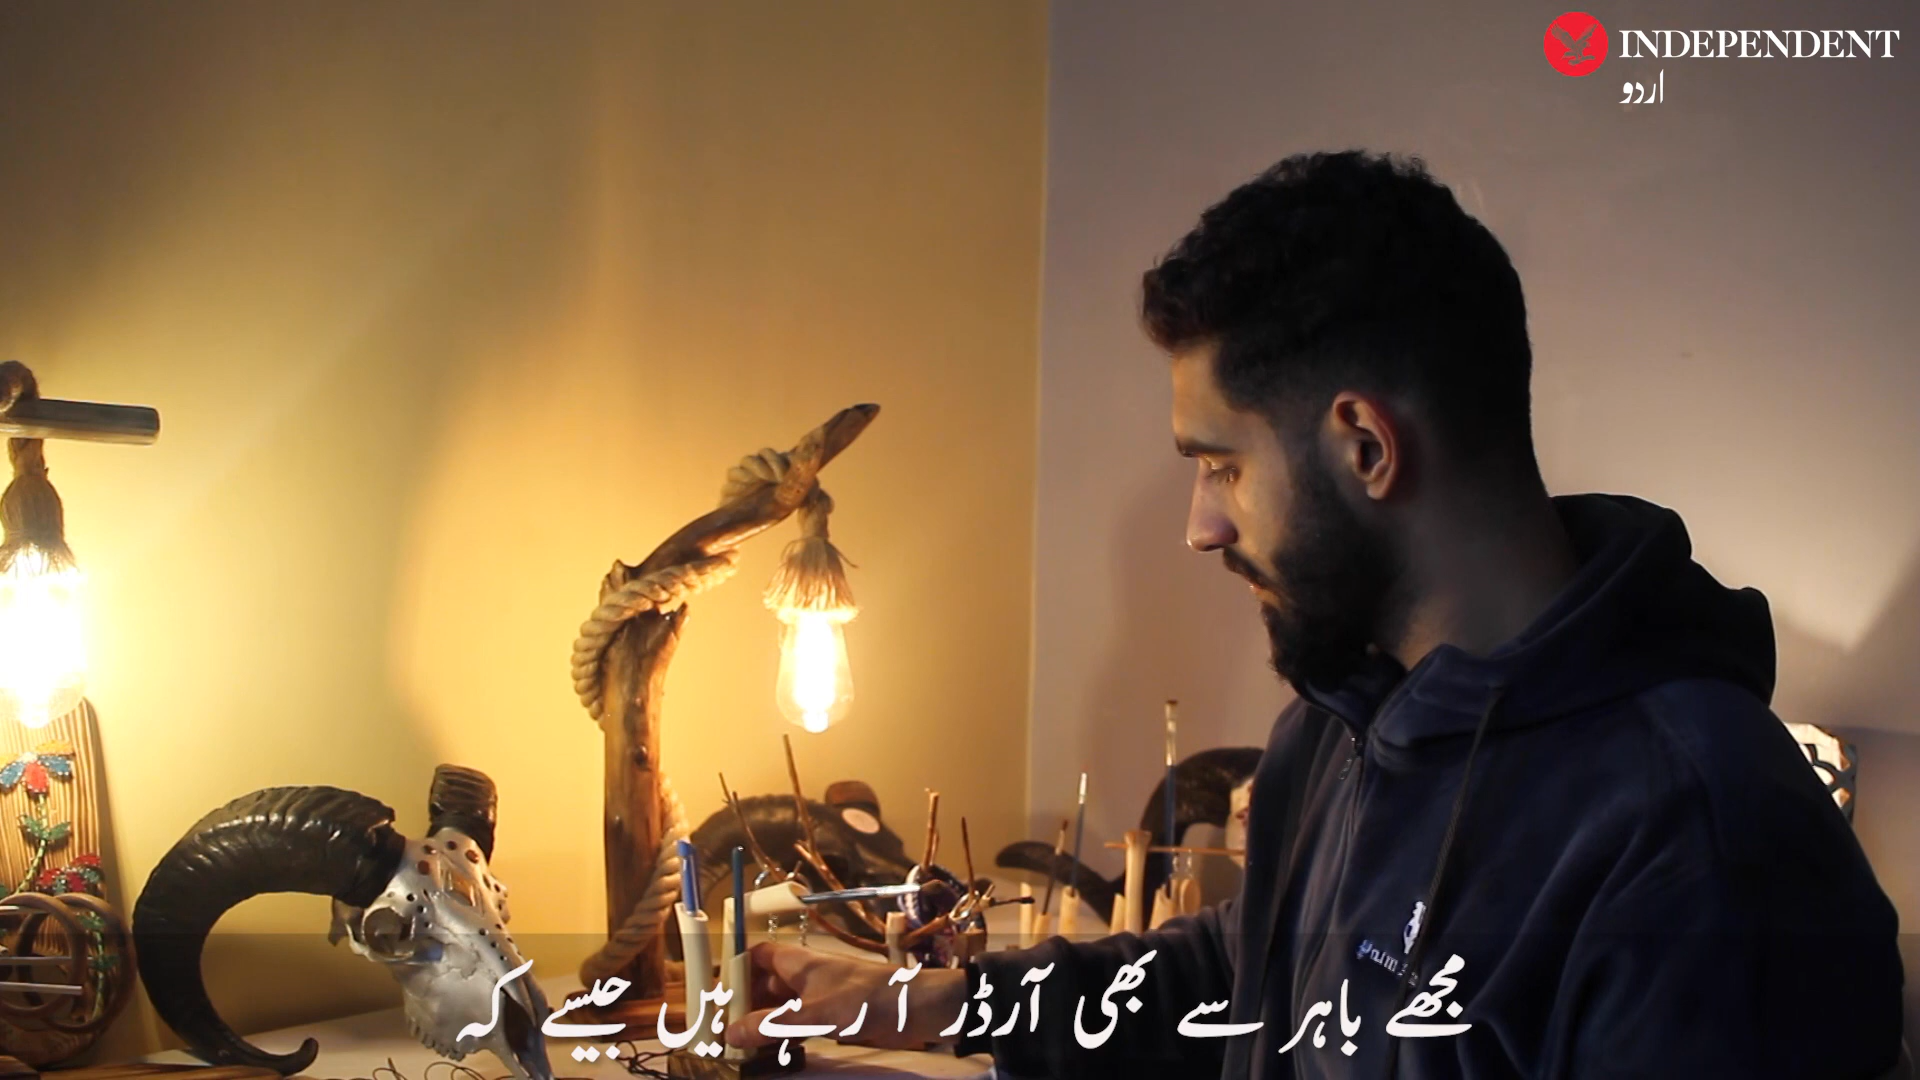 INDEPENDENT
اردو
مجھے باہر سے بھی آرڈر آ رہے ہیں جیسے کہ